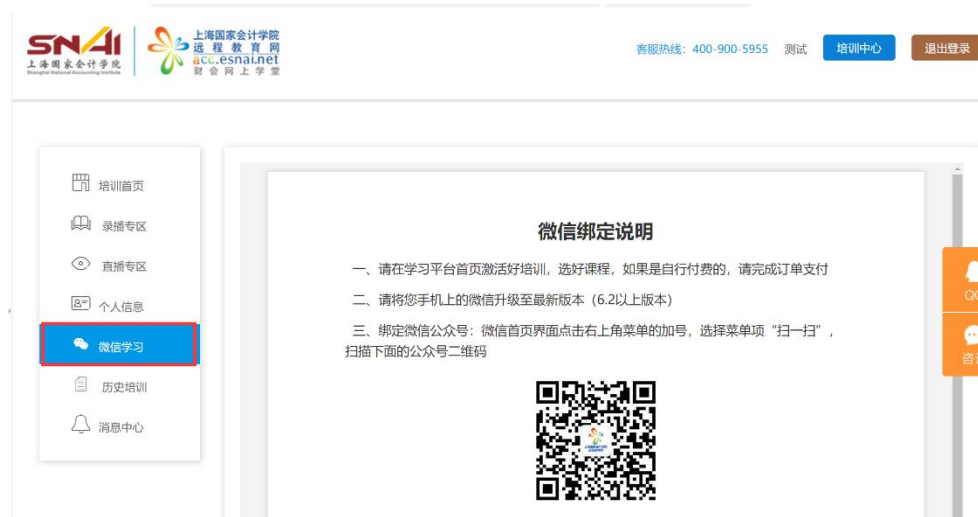 SNAI
上海国家会计学院
Shanghai National Accounting Institute
上海国家会计学院
远程教育网
acc.esnai.net
财会网上学堂
客服热线：400-900-5955
测试
培训中心
退出登录
培训首页
录播专区
直播专区
个人信息
微信学习
历史培训
消息中心
微信绑定说明
一、请在学习平台首页激活好培训，选好课程，如果是自行付费的，请完成订单支付
二、请将您手机上的微信升级至最新版本（6.2以上版本）
三、绑定微信公众号：微信首页界面点击右上角菜单的加号，选择菜单项“扫一扫”，
扫描下面的公众号二维码